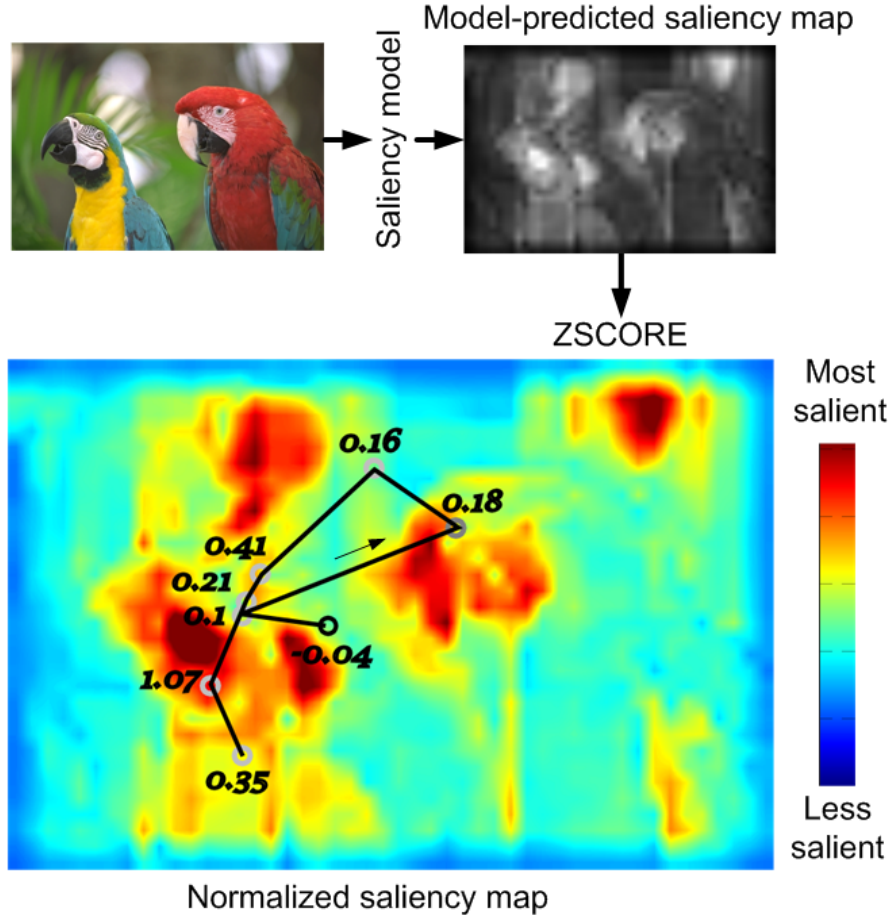 Model-predicted saliency map
Saliency model
ZSCORE
Most
salient
0.16
0.18
0.41
0.21
0.1
-0.04
1.07
0.35
Less
salient
Normalized saliency map